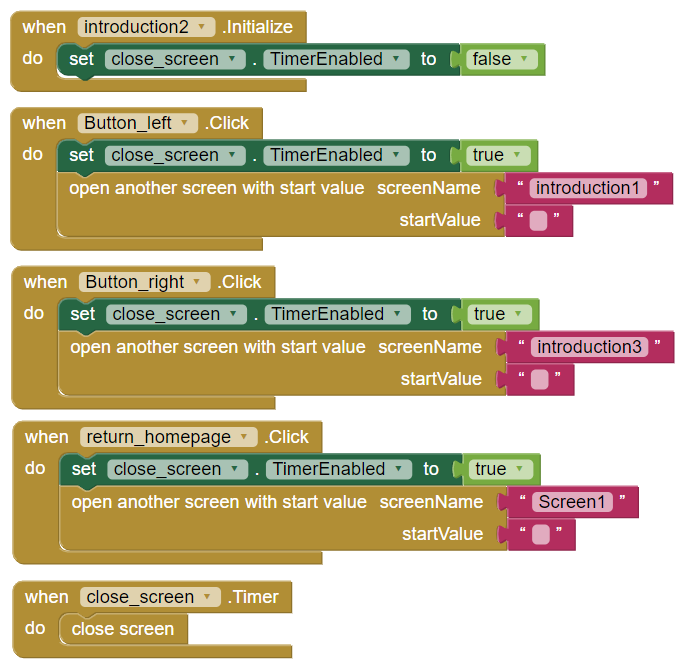 when introduction2 .Initialize
do set close_screen . TimerEnabled to false
when Button_left .Click
do set close_screen . TimerEnabled to true
open another screen with start value screenName “ introduction1 ”
startValue “ ”
when Button_right .Click
do set close_screen . TimerEnabled to true
open another screen with start value screenName “ introduction3 ”
startValue “ ”
when return_homepage .Click
do set close_screen . TimerEnabled to true
open another screen with start value screenName “ Screen1 ”
startValue “ ”
when close_screen .Timer
do close screen